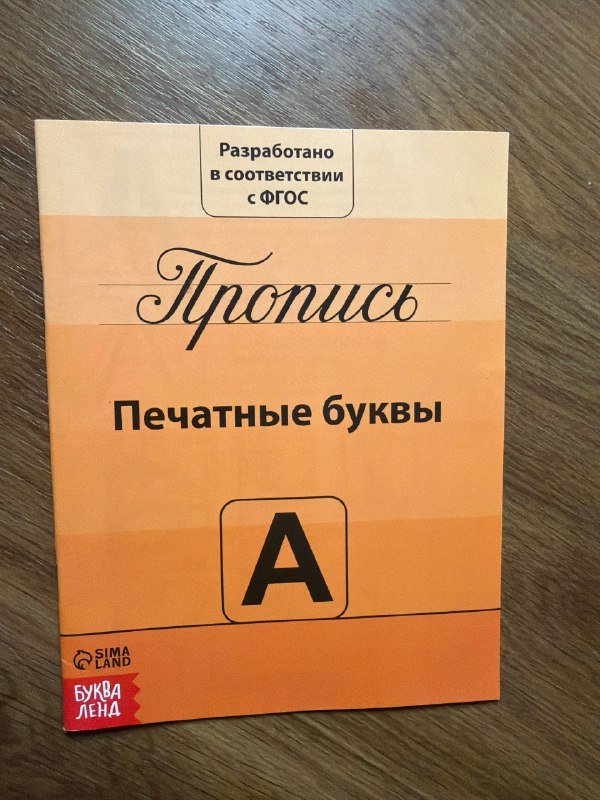 Разработано
в соответствии
с ФГОС
Пропись
Печатные буквы
А
SIMA
LAND
БУКВА
ЛЕНД